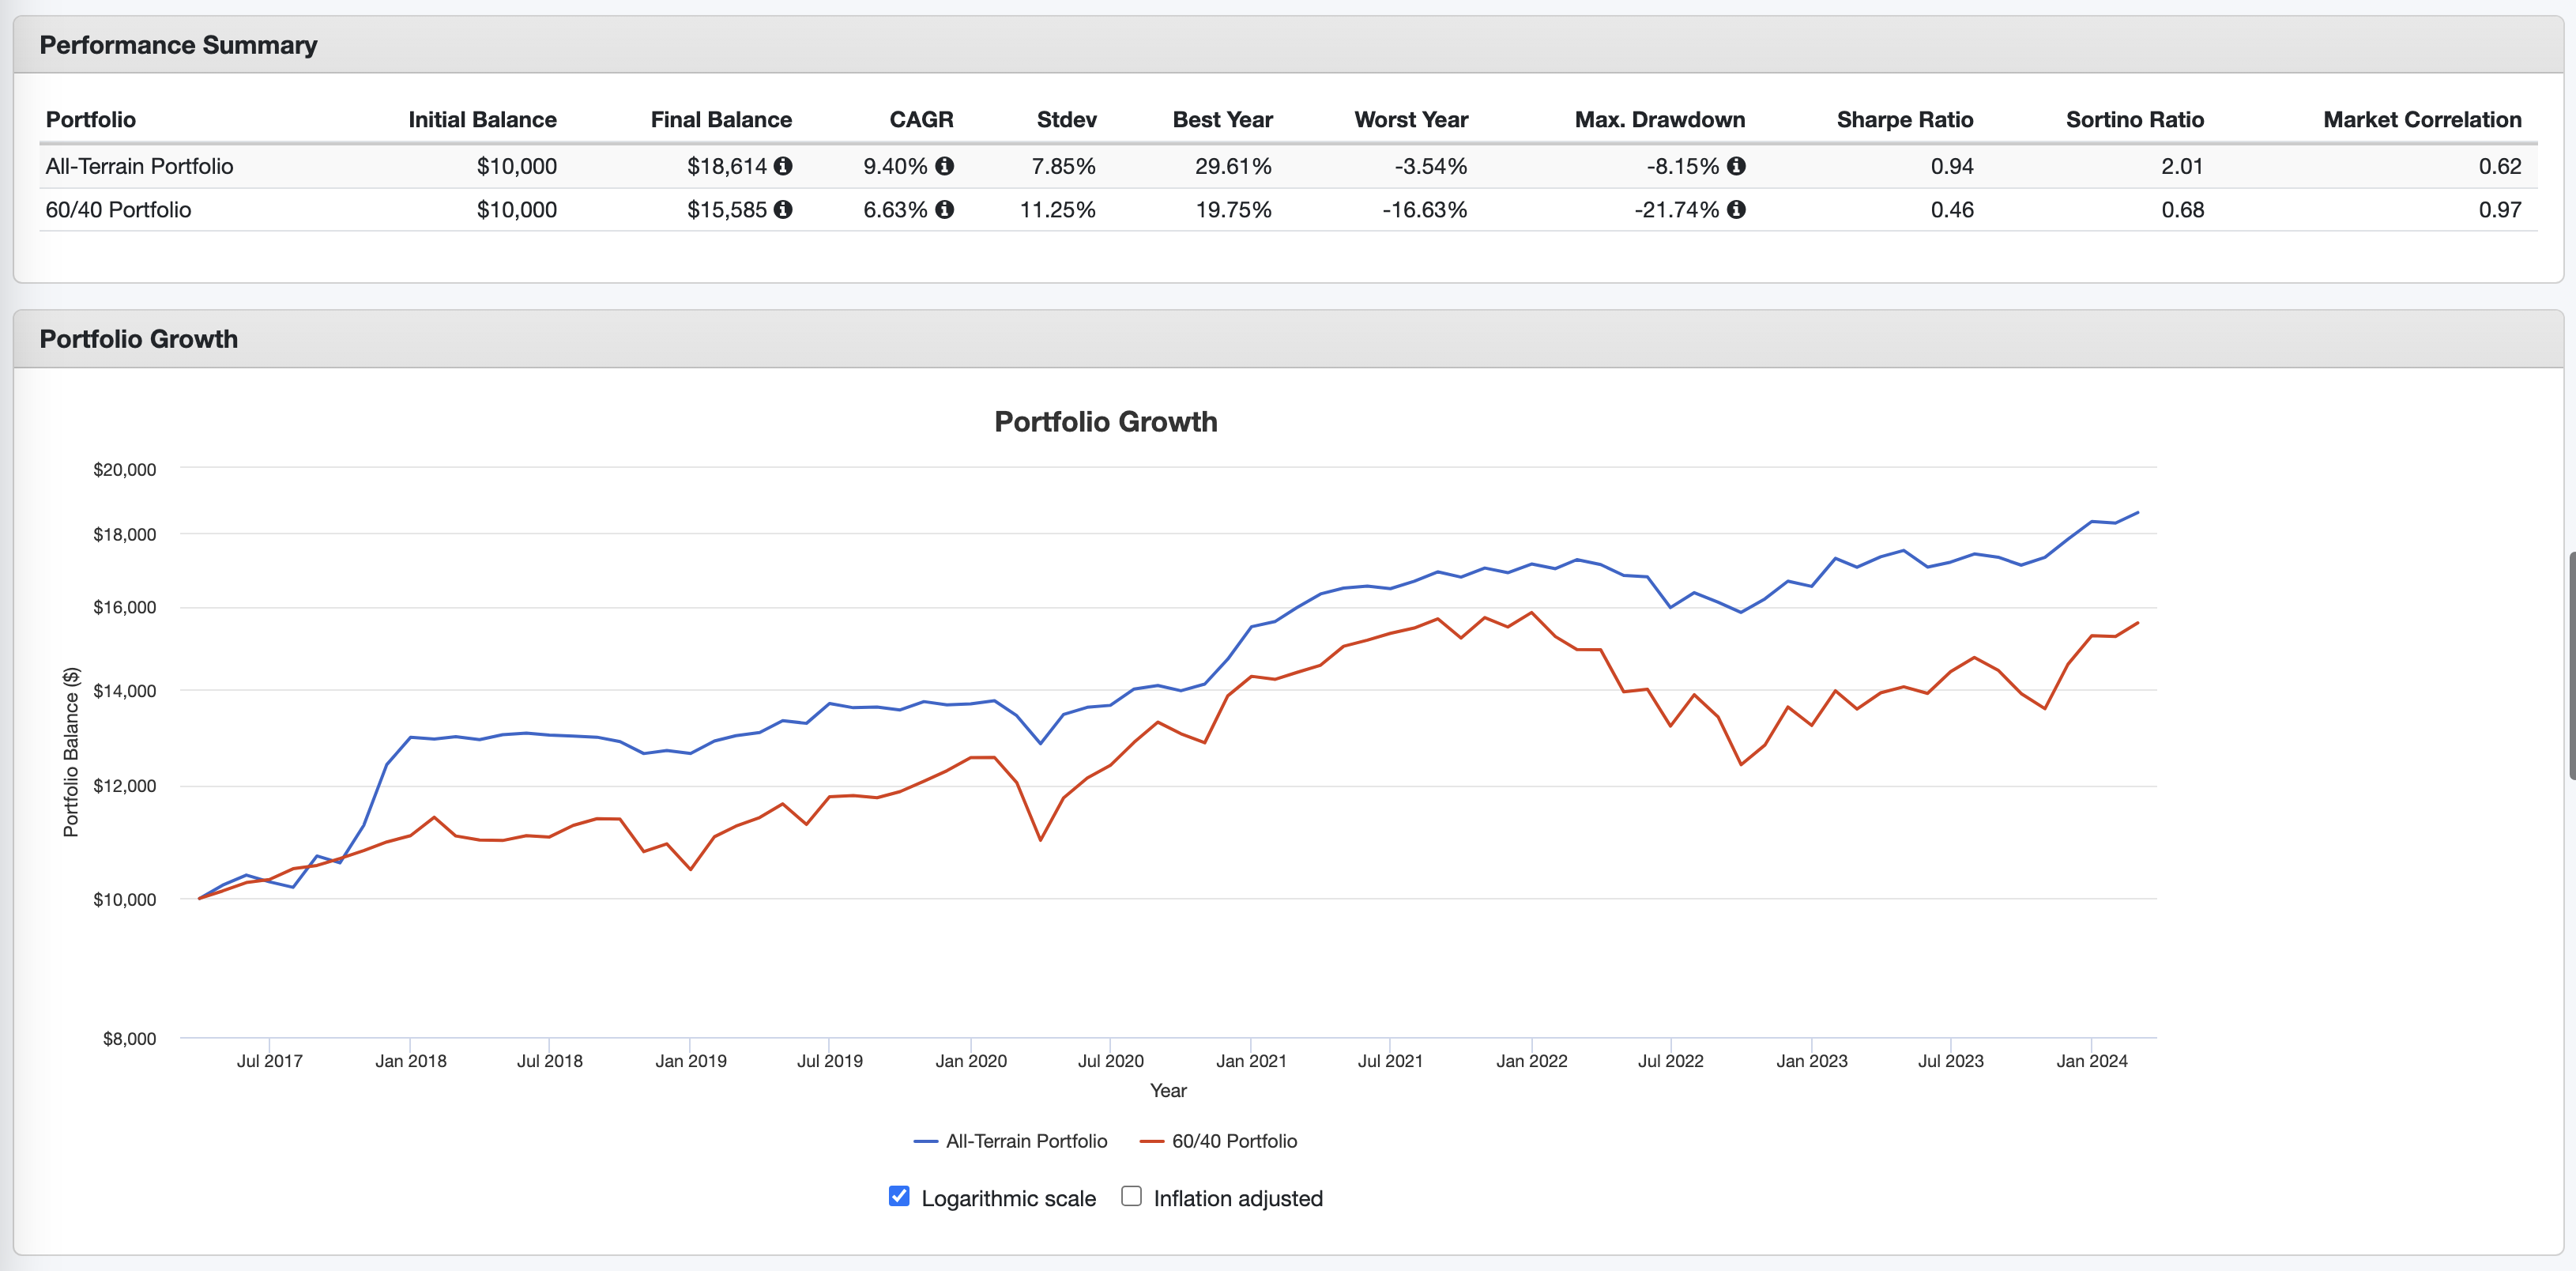 Performance Summary
Portfolio Initial Balance Final Balance CAGR Stdev Best Year Worst Year Max. Drawdown Sharpe Ratio Sortino Ratio Market Correlation
All-Terrain Portfolio $10,000 $18,614 9.40% 7.85% 29.61% -3.54% -8.15% 0.94 2.01 0.62
60/40 Portfolio $10,000 $15,585 6.63% 11.25% 19.75% -16.63% -21.74% 0.46 0.68 0.97
Portfolio Growth
Portfolio Growth
Portfolio Balance ($)
$20,000
$18,000
$16,000
$14,000
$12,000
$10,000
$8,000
Jul 2017 Jan 2018 Jul 2018 Jan 2019 Jul 2019 Jan 2020 Jul 2020 Jan 2021 Jul 2021 Jan 2022 Jul 2022 Jan 2023 Jul 2023 Jan 2024
Year
All-Terrain Portfolio 60/40 Portfolio
Logarithmic scale Inflation adjusted